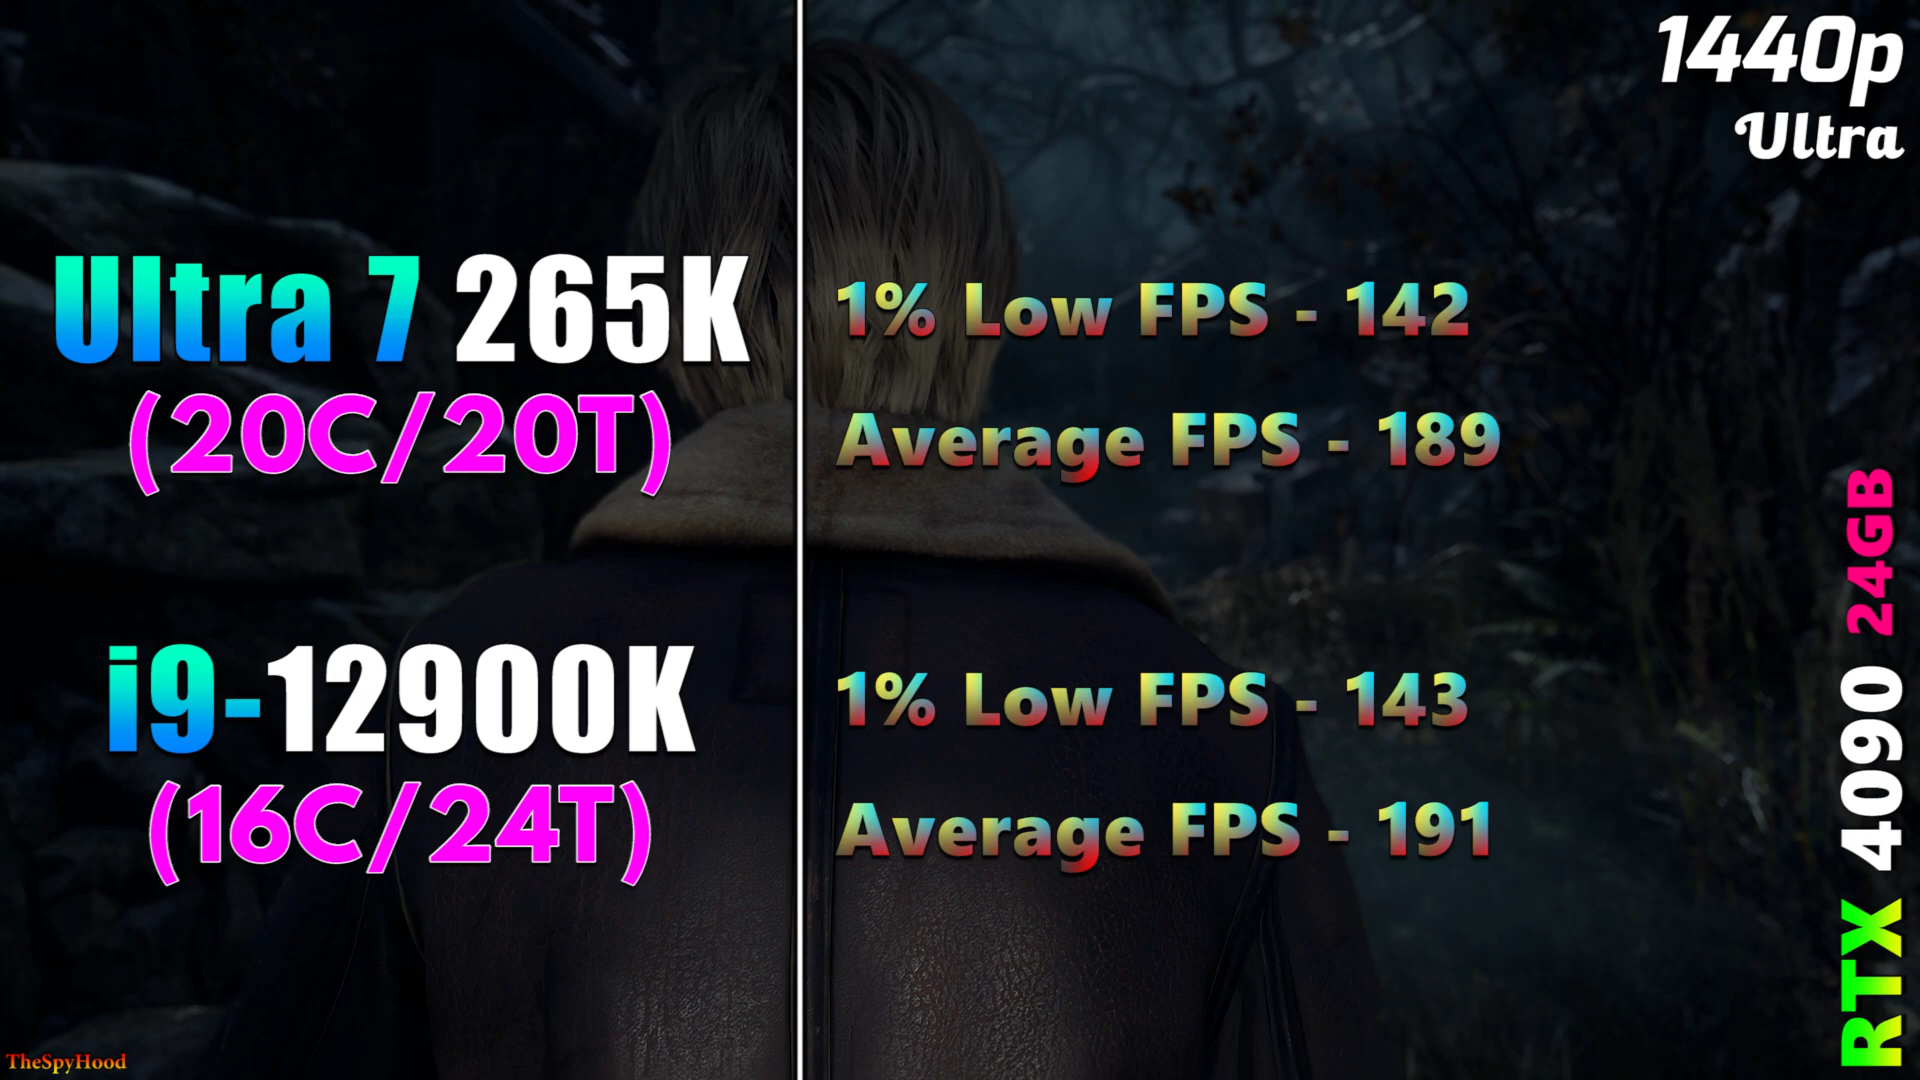 1440p
Ultra
Ultra 7 265K
(20C/20T)
1% Low FPS - 142
Average FPS - 189
i9-12900K
(16C/24T)
1% Low FPS - 143
Average FPS - 191
RTX 4090 24GB
TheSpyHood